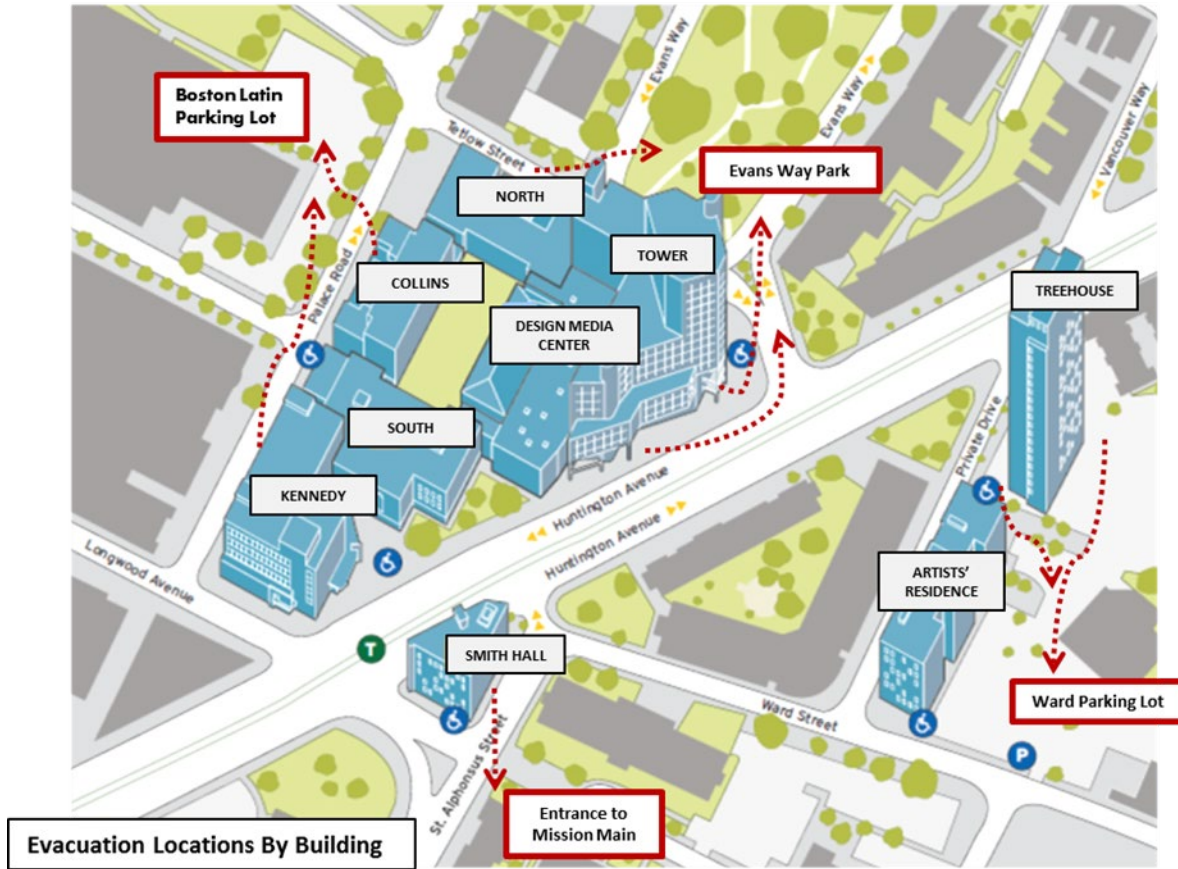 Evans Way
Evans Way
Vancouver Way
Boston Latin
Parking Lot
Tetlow Street
Evans Way Park
NORTH
TOWER
COLLINS
TREEHOUSE
Palace Road
DESIGN MEDIA
CENTER
SOUTH
Private Drive
KENNEDY
Huntington Avenue
Huntington Avenue
Longwood Avenue
ARTISTS'
RESIDENCE
T
SMITH HALL
Ward Parking Lot
Ward Street
P
St. Alphonsus Street
Entrance to
Mission Main
Evacuation Locations By Building